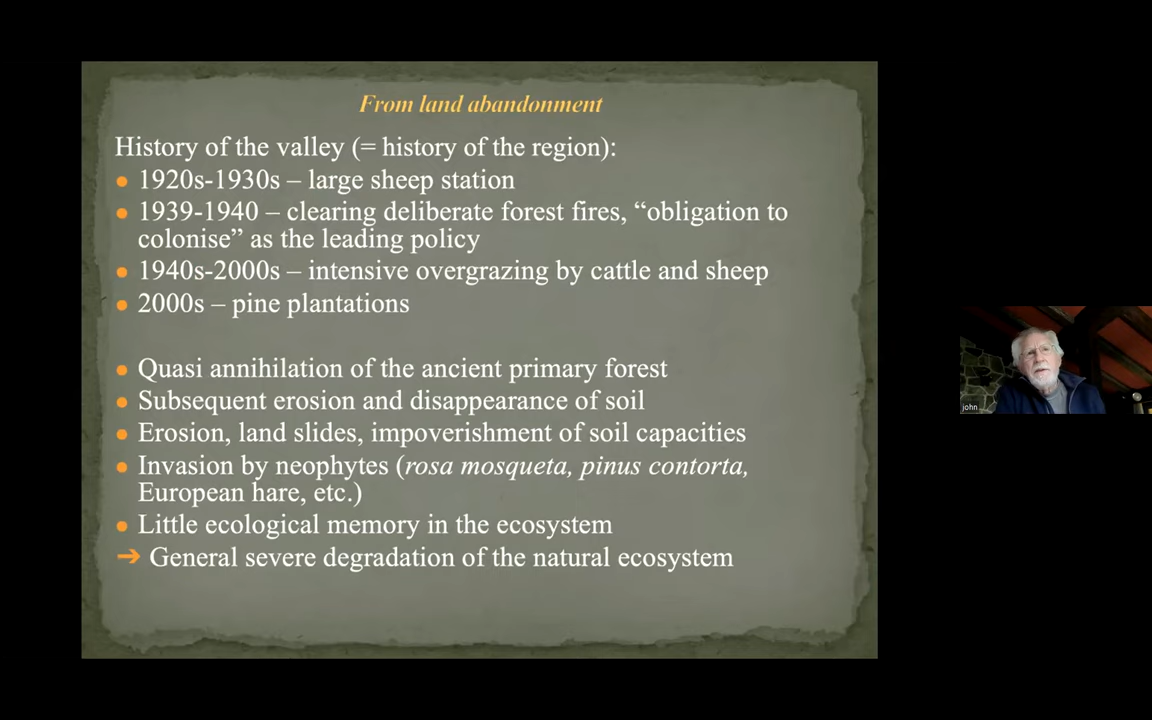 From land abandonment
History of the valley (= history of the region):
● 1920s-1930s – large sheep station
● 1939-1940 – clearing deliberate forest fires, “obligation to
colonise” as the leading policy
● 1940s-2000s – intensive overgrazing by cattle and sheep
● 2000s – pine plantations
● Quasi annihilation of the ancient primary forest
● Subsequent erosion and disappearance of soil
● Erosion, land slides, impoverishment of soil capacities
● Invasion by neophytes (rosa mosqueta, pinus contorta,
European hare, etc.)
● Little ecological memory in the ecosystem
➔ General severe degradation of the natural ecosystem
john